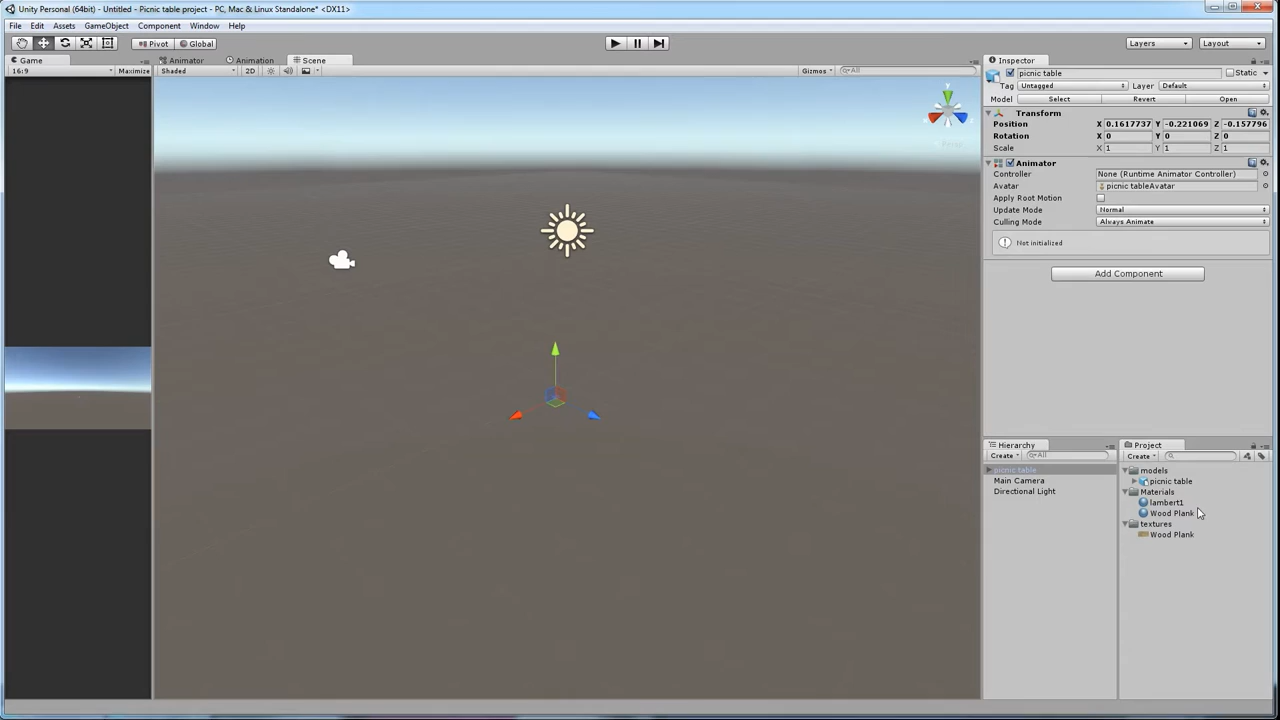 Unity Personal (64bit) - Untitled - Picnic table project - PC, Mac & Linux Standalone* <DX11>
File Edit Assets GameObject Component Window Help
Pivot Global Layers Layout
Game Animator Animation Scene Inspector
16:9 Maximize Shaded 2D Gizmos All picnic table Static
Tag Untagged Layer Default
Model Select Revert Open
Transform
Position X 0.1617737 Y -0.221069 Z -0.157796
Rotation X 0 Y 0 Z 0
Scale X 1 Y 1 Z 1
Animator
Controller None (Runtime Animator Controller)
Avatar picnic tableAvatar
Apply Root Motion
Update Mode Normal
Culling Mode Always Animate
Not initialized
Add Component
Hierarchy
Create All
picnic table
Main Camera
Directional Light
Project
Create
models
picnic table
Materials
lambert1
Wood Plank
textures
Wood Plank